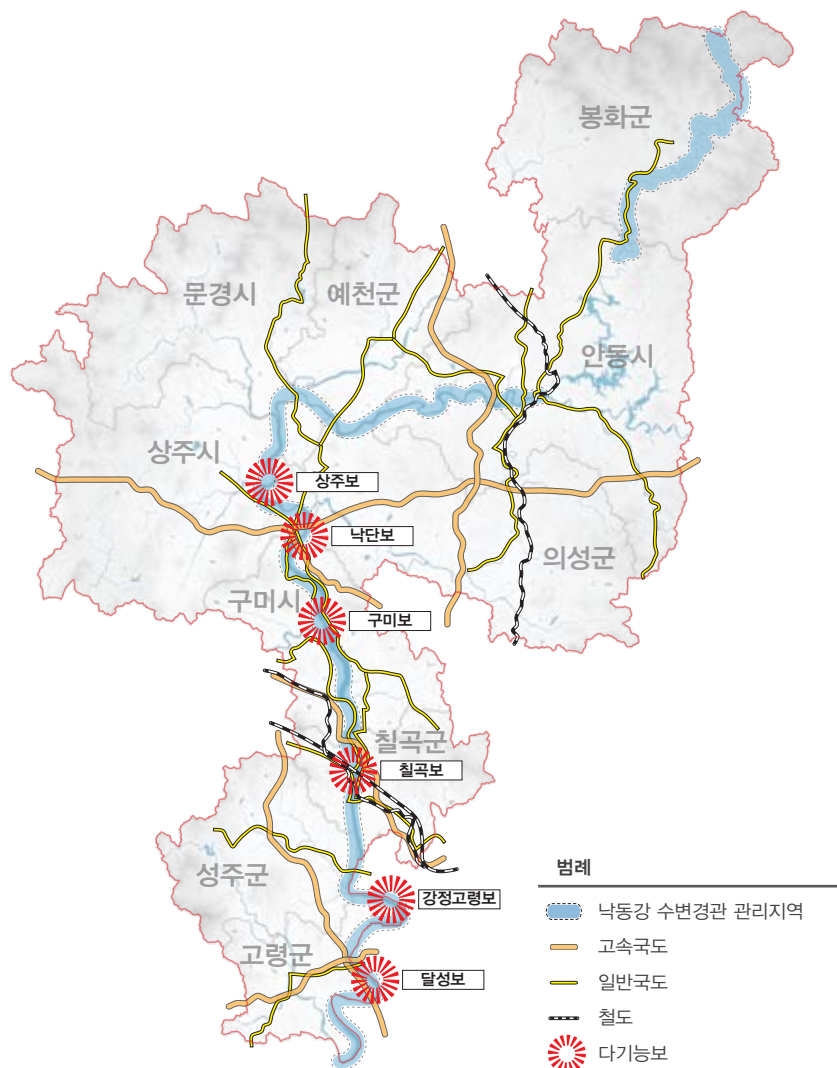 봉화군
문경시
예천군
안동시
상주시
상주보
낙단보
의성군
구미시
구미보
칠곡군
칠곡보
성주군
강정고령보
고령군
달성보
범례
낙동강 수변경관 관리지역
고속국도
일반국도
철도
다기능보